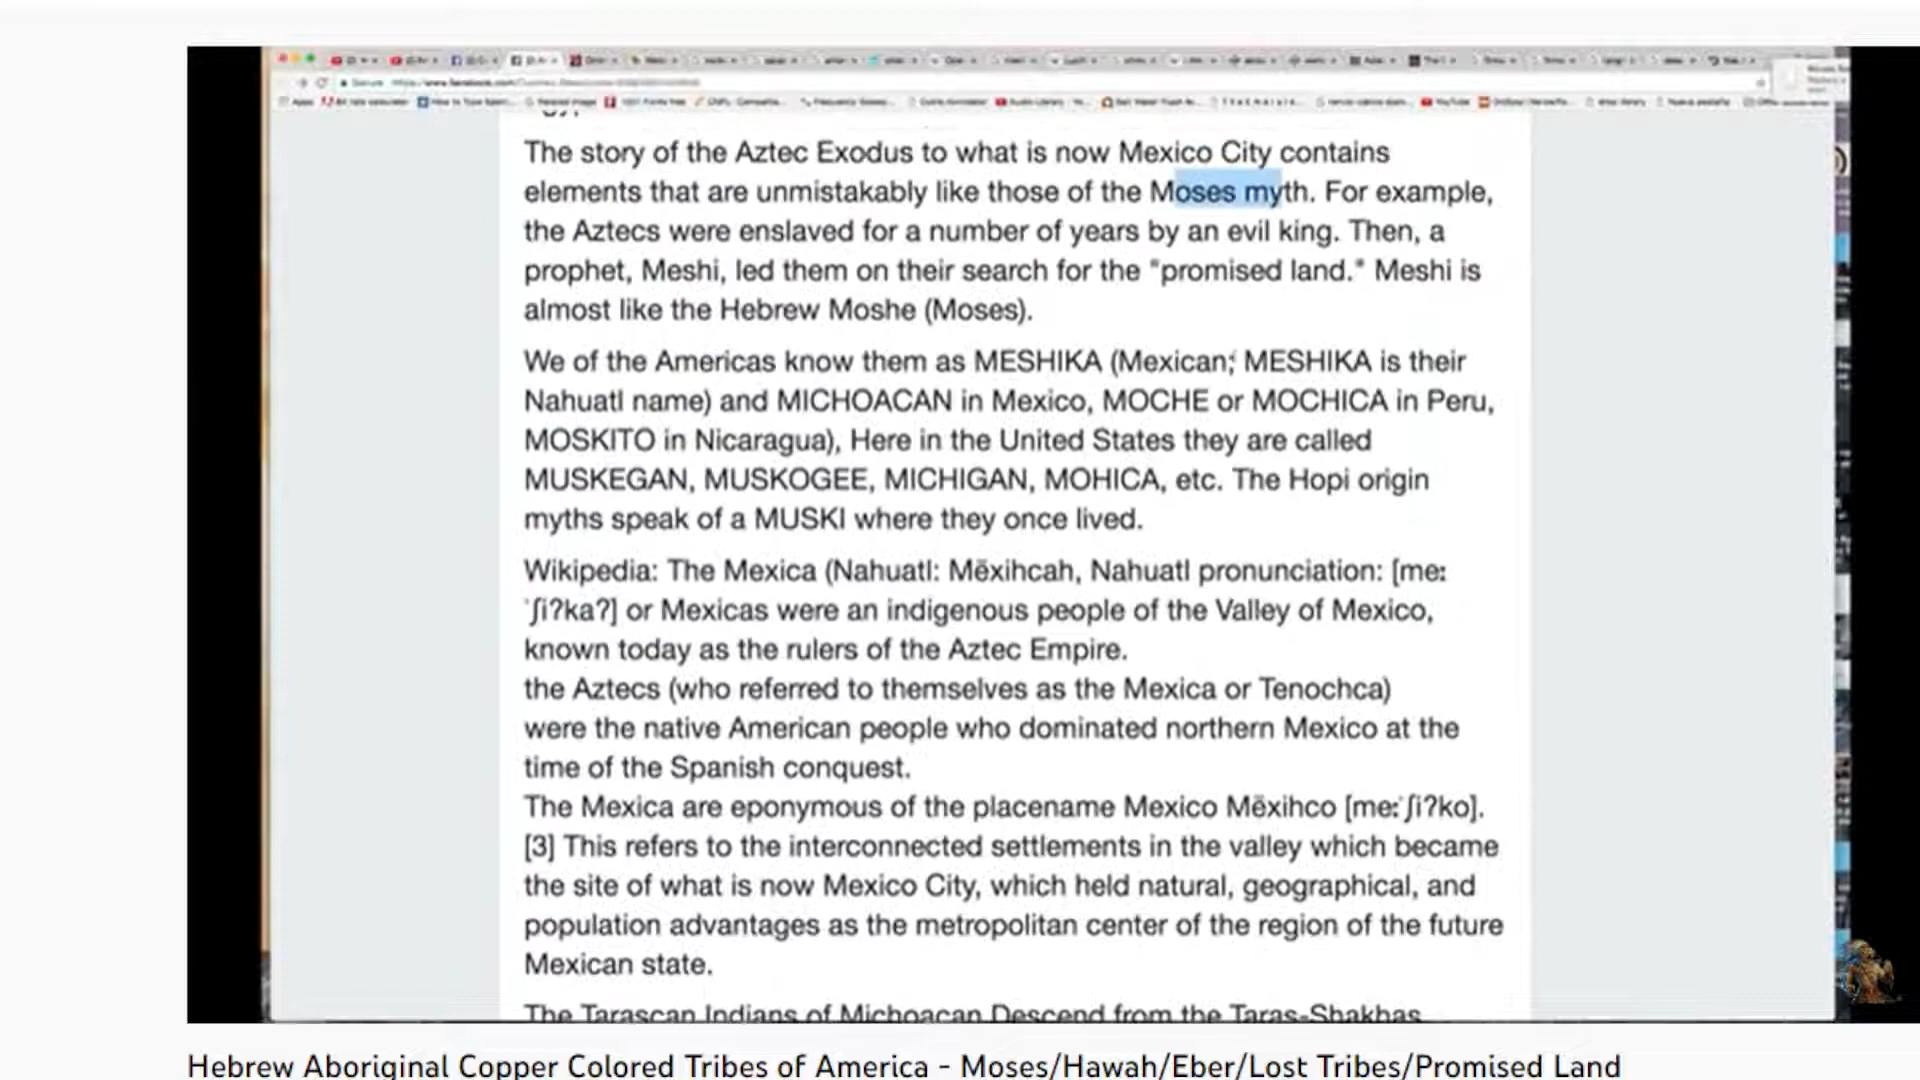 The story of the Aztec Exodus to what is now Mexico City contains
elements that are unmistakably like those of the Moses myth. For example,
the Aztecs were enslaved for a number of years by an evil king. Then, a
prophet, Meshi, led them on their search for the "promised land." Meshi is
almost like the Hebrew Moshe (Moses).
We of the Americas know them as MESHIKA (Mexican; MESHIKA is their
Nahuatl name) and MICHOACAN in Mexico, MOCHE or MOCHICA in Peru,
MOSKITO in Nicaragua), Here in the United States they are called
MUSKEGAN, MUSKOGEE, MICHIGAN, MOHICA, etc. The Hopi origin
myths speak of a MUSKI where they once lived.
Wikipedia: The Mexica (Nahuatl: Mēxihcah, Nahuatl pronunciation: [meː
ˈʃiʔkaʔ] or Mexicas were an indigenous people of the Valley of Mexico,
known today as the rulers of the Aztec Empire.
the Aztecs (who referred to themselves as the Mexica or Tenochca)
were the native American people who dominated northern Mexico at the
time of the Spanish conquest.
The Mexica are eponymous of the placename Mexico Mēxihco [meːˈʃiʔko].
[3] This refers to the interconnected settlements in the valley which became
the site of what is now Mexico City, which held natural, geographical, and
population advantages as the metropolitan center of the region of the future
Mexican state.
The Tarascan Indians of Michoacan Descend from the Taras-Shakhas
Hebrew Aboriginal Copper Colored Tribes of America - Moses/Hawah/Eber/Lost Tribes/Promised Land